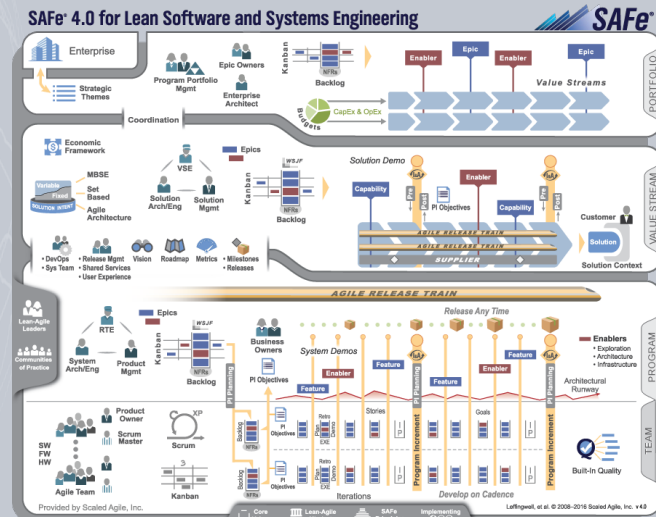 SAFe® 4.0 for Lean Software and Systems Engineering
SAFe®
Enterprise
Strategic
Themes
Program Portfolio
Mgmt
Epic Owners
Enterprise
Architect
Kanban
NFRs
Backlog
Enabler
Epic
Enabler
Epic
Value Streams
Budgets
CapEx & OpEx
PORTFOLIO
Coordination
Economic
Framework
MBSE
Variable
Fixed
Set
Based
SOLUTION INTENT
Agile
Architecture
VSE
Solution
Arch/Eng
Solution
Mgmt
Epics
Kanban
WSJF
NFRs
Backlog
Solution Demo
Capability
Pre
Post
PI Objectives
Enabler
Capability
Pre
Post
AGILE RELEASE TRAIN
AGILE RELEASE TRAIN
SUPPLIER
Customer
Solution
Solution Context
VALUE STREAM
• DevOps
• Sys Team
• Release Mgmt
• Shared Services
• User Experience
Vision
Roadmap
Metrics
• Milestones
• Releases
AGILE RELEASE TRAIN
Lean-Agile
Leaders
Communities
of Practice
RTE
System
Arch/Eng
Product
Mgmt
Epics
Kanban
WSJF
NFRs
Backlog
PI Planning
Business
Owners
PI Objectives
System Demos
Release Any Time
Feature
Enabler
Feature
PI Planning
Feature
Enabler
Feature
PI Planning
Enablers
• Exploration
• Architecture
• Infrastructure
Architectural
Runway
PROGRAM
SW
FW
HW
Agile Team
Product
Owner
Scrum
Master
XP
Scrum
Kanban
Backlog
NFRs
PI
Objectives
Plan
Retro
Demo
EXE
Stories
I
P
Program Increment
Goals
I
P
Program Increment
Backlog
NFRs
PI
Objectives
Plan
Retro
Demo
EXE
I
P
I
P
Iterations
Develop on Cadence
Built-In Quality
TEAM
Provided by Scaled Agile, Inc.
Core
Lean-Agile
SAFe
Implementing
Leffingwell, et al. © 2008–2016 Scaled Agile, Inc. v4.0